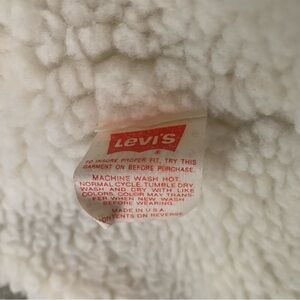 LEVI'S
®
TO INSURE PROPER FIT, TRY THIS
GARMENT ON BEFORE PURCHASE.
MACHINE WASH HOT,
NORMAL CYCLE, TUMBLE DRY
WASH AND DRY WITH LIKE
COLORS, COLOR MAY TRANS-
FER WHEN NEW WASH
BEFORE WEARING.
MADE IN U.S.A.
CONTENTS ON REVERSE